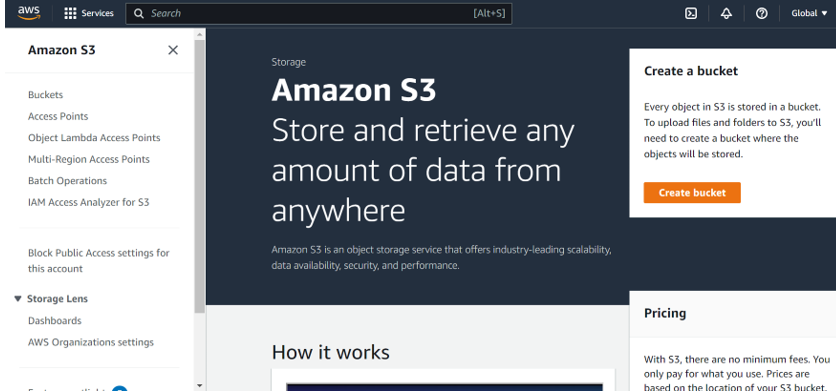 aws
Services
Search
[Alt+S]
Global
Amazon S3
Buckets
Access Points
Object Lambda Access Points
Multi-Region Access Points
Batch Operations
IAM Access Analyzer for S3
Block Public Access settings for
this account
Storage Lens
Dashboards
AWS Organizations settings
Storage
Amazon S3
Store and retrieve any
amount of data from
anywhere
Amazon S3 is an object storage service that offers industry-leading scalability,
data availability, security, and performance.
How it works
Create a bucket
Every object in S3 is stored in a bucket.
To upload files and folders to S3, you'll
need to create a bucket where the
objects will be stored.
Create bucket
Pricing
With S3, there are no minimum fees. You
only pay for what you use. Prices are
based on the location of your S3 bucket.